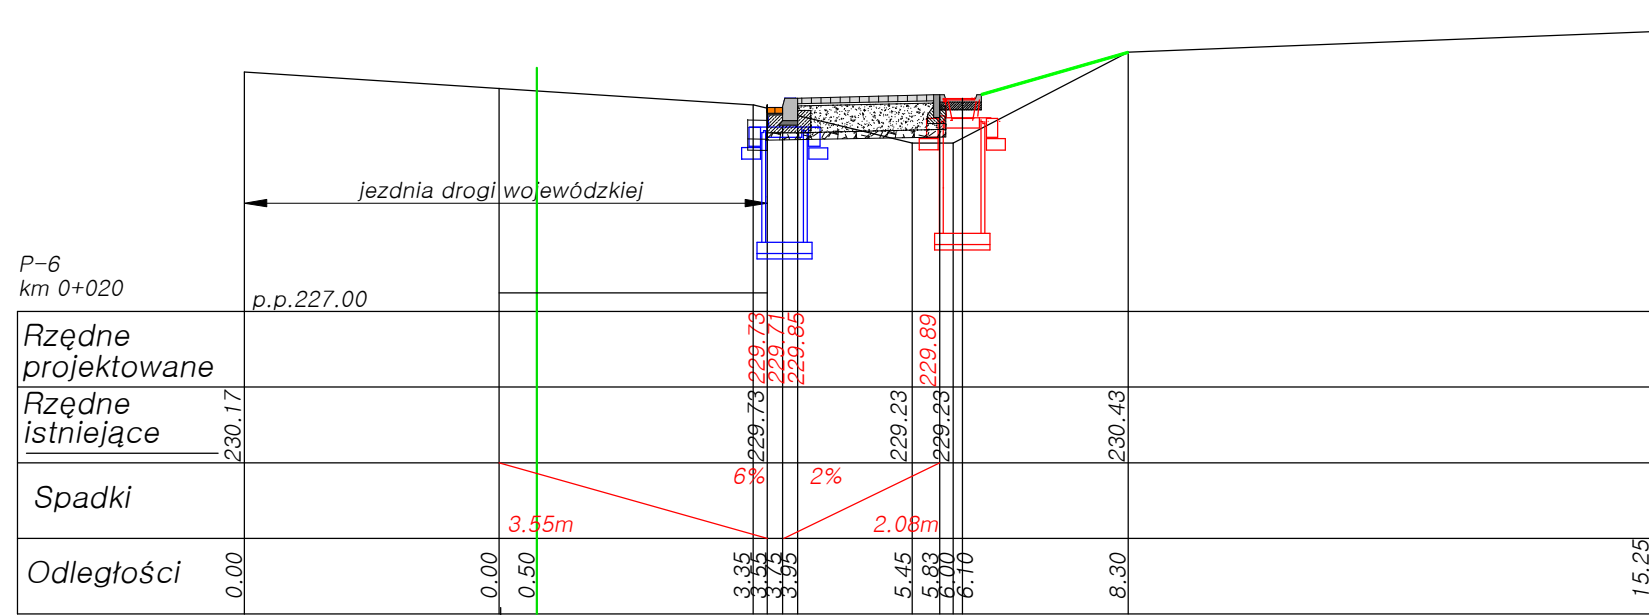 jezdnia drogi wojewódzkiej
P-6
km 0+020
p.p.227.00
Rzędne
projektowane
229.73
229.71
229.85
229.89
Rzędne
istniejące
230.17
229.73
229.23
229.23
230.43
Spadki
6%
2%
3.55m
2.08m
Odległości
0.00
0.00
0.50
3.35
3.55
3.75
3.95
5.45
5.83
6.00
6.10
8.30
15.25